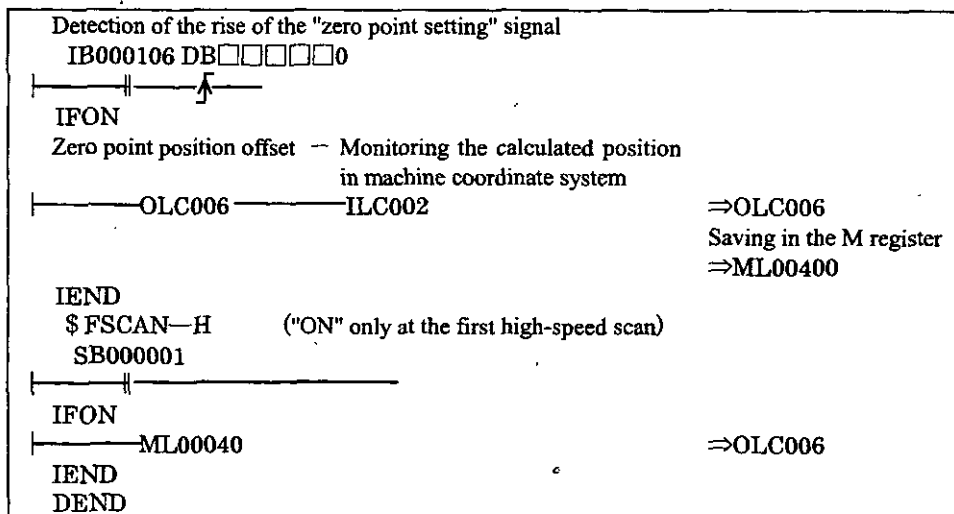 Detection of the rise of the "zero point setting" signal
IB000106 DB□□□□□0
IFON
Zero point position offset − Monitoring the calculated position
in machine coordinate system
OLC006 ILC002 ⇒OLC006
Saving in the M register
⇒ML00400
IEND
$FSCAN−H ("ON" only at the first high-speed scan)
SB000001
IFON
ML00040 ⇒OLC006
IEND
DEND